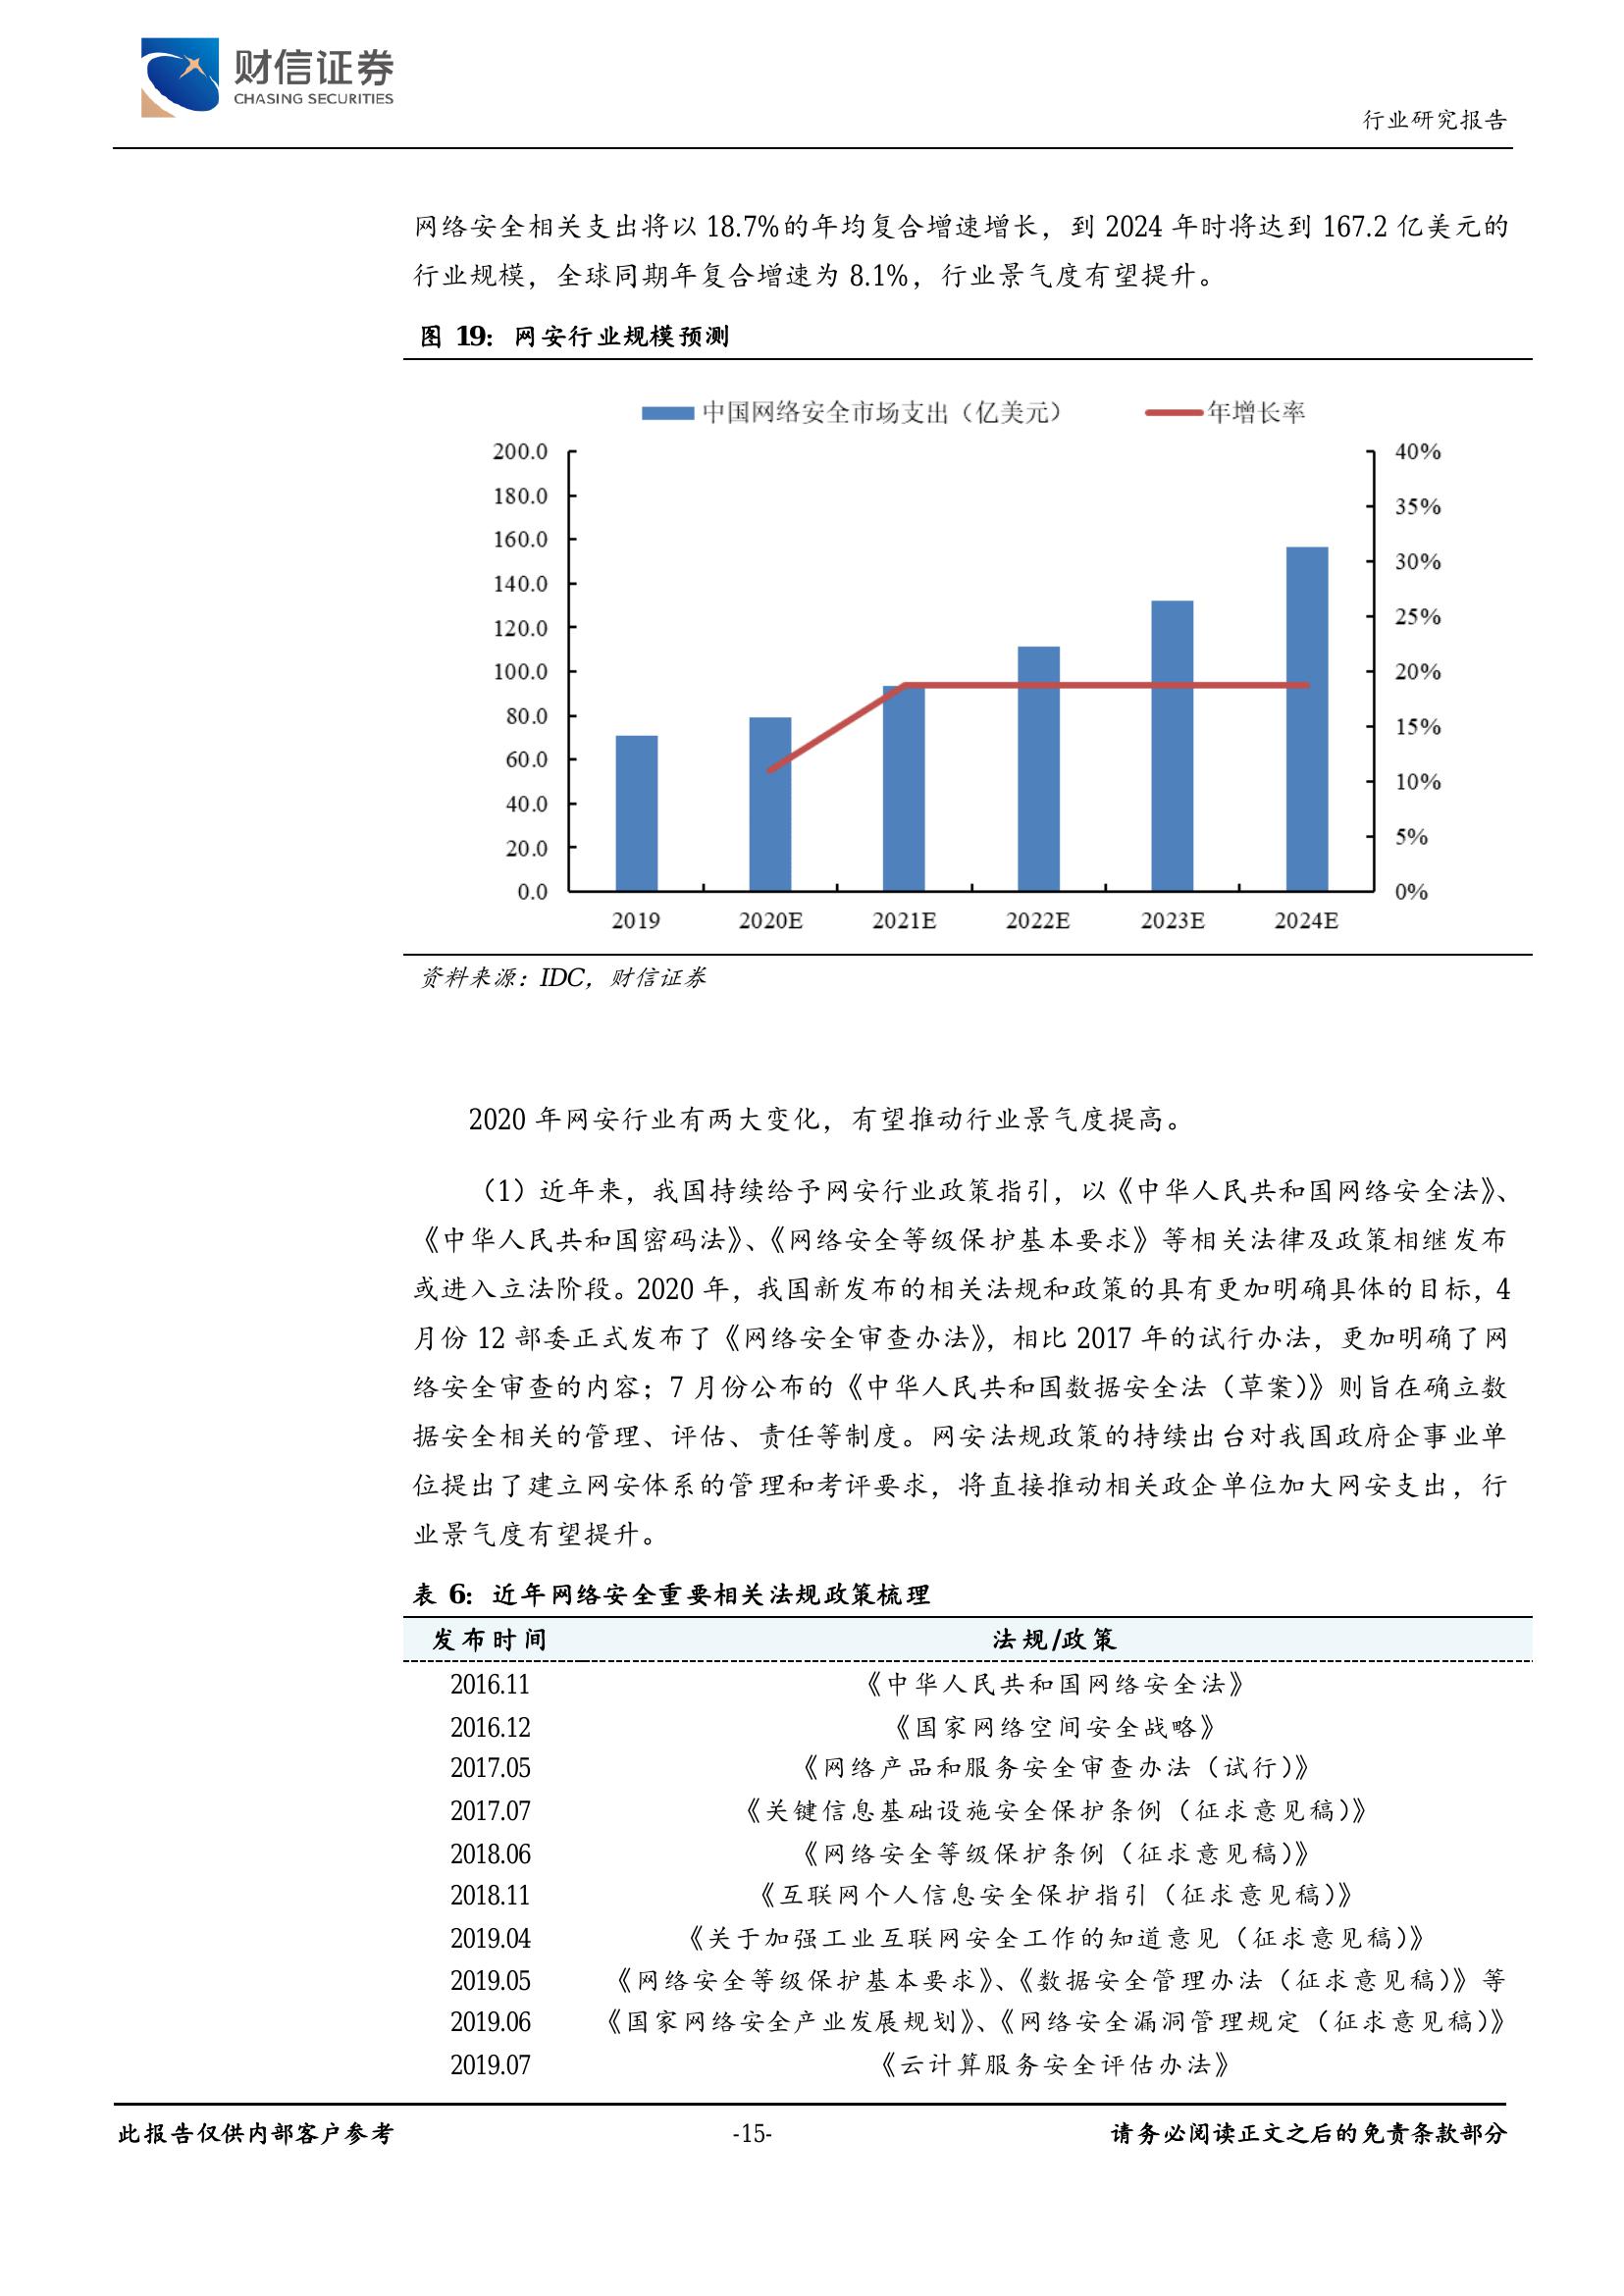 财信证券
CHASING SECURITIES
行业研究报告
网络安全相关支出将以 18.7%的年均复合增速增长，到 2024 年时将达到 167.2 亿美元的
行业规模，全球同期年复合增速为 8.1%，行业景气度有望提升。
图 19：网安行业规模预测
中国网络安全市场支出（亿美元） 年增长率
200.0 40%
180.0 35%
160.0 30%
140.0 25%
120.0
100.0 20%
80.0 15%
60.0
40.0 10%
20.0 5%
0.0 0%
2019 2020E 2021E 2022E 2023E 2024E
资料来源：IDC，财信证券
2020 年网安行业有两大变化，有望推动行业景气度提高。
（1）近年来，我国持续给予网安行业政策指引，以《中华人民共和国网络安全法》、
《中华人民共和国密码法》、《网络安全等级保护基本要求》等相关法律及政策相继发布
或进入立法阶段。2020 年，我国新发布的相关法规和政策的具有更加明确具体的目标，4
月份 12 部委正式发布了《网络安全审查办法》，相比 2017 年的试行办法，更加明确了网
络安全审查的内容；7 月份公布的《中华人民共和国数据安全法（草案）》则旨在确立数
据安全相关的管理、评估、责任等制度。网安法规政策的持续出台对我国政府企事业单
位提出了建立网安体系的管理和考评要求，将直接推动相关政企单位加大网安支出，行
业景气度有望提升。
表 6：近年网络安全重要相关法规政策梳理
发布时间 法规/政策
2016.11 《中华人民共和国网络安全法》
2016.12 《国家网络空间安全战略》
2017.05 《网络产品和服务安全审查办法（试行）》
2017.07 《关键信息基础设施安全保护条例（征求意见稿）》
2018.06 《网络安全等级保护条例（征求意见稿）》
2018.11 《互联网个人信息安全保护指引（征求意见稿）》
2019.04 《关于加强工业互联网安全工作的知道意见（征求意见稿）》
2019.05 《网络安全等级保护基本要求》、《数据安全管理办法（征求意见稿）》等
2019.06 《国家网络安全产业发展规划》、《网络安全漏洞管理规定（征求意见稿）》
2019.07 《云计算服务安全评估办法》
此报告仅供内部客户参考 -15- 请务必阅读正文之后的免责条款部分